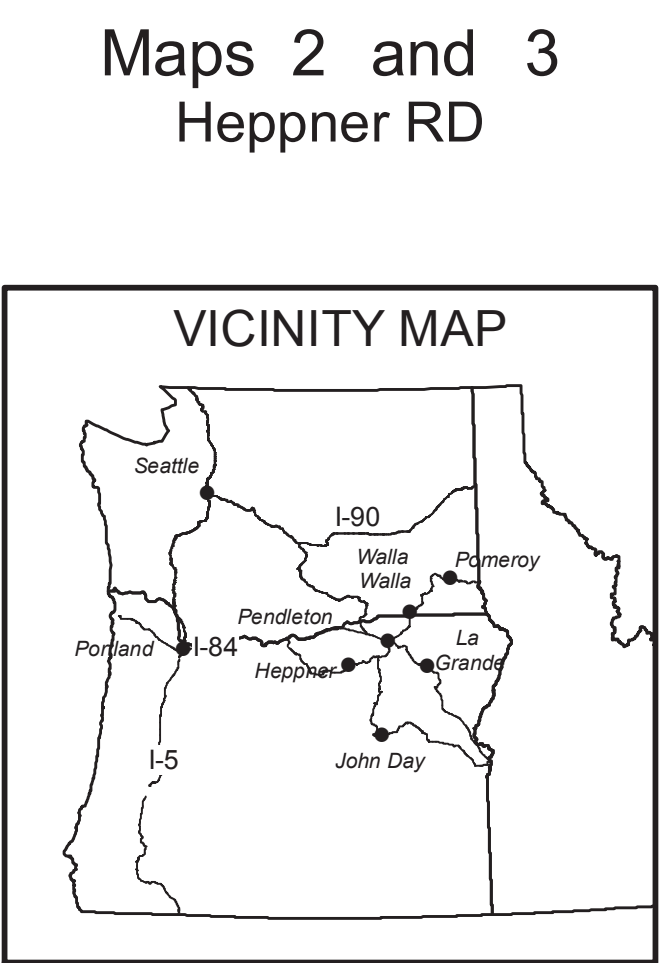 Maps 2 and 3
Heppner RD
VICINITY MAP
Seattle
I-90
Walla
Walla
Pomeroy
Pendleton
Portland
I-84
La
Grande
Heppner
I-5
John Day